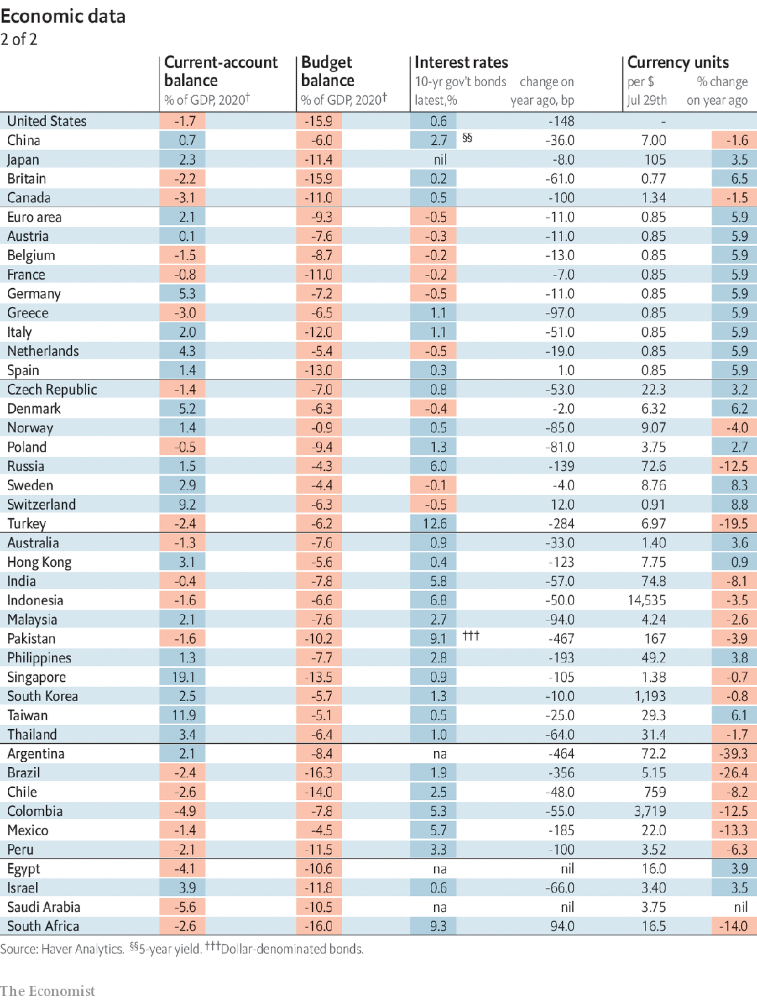 Economic data
2 of 2
Current-account balance Budget balance Interest rates Currency units
% of GDP, 2020† % of GDP, 2020† 10-yr gov't bonds latest,% change on year ago, bp per $ Jul 29th % change on year ago
United States -1.7 -15.9 0.6 -148 -
China 0.7 -6.0 2.7 §§ -36.0 7.00 -1.6
Japan 2.3 -11.4 nil -8.0 105 3.5
Britain -2.2 -15.9 0.2 -61.0 0.77 6.5
Canada -3.1 -11.0 0.5 -100 1.34 -1.5
Euro area 2.1 -9.3 -0.5 -11.0 0.85 5.9
Austria 0.1 -7.6 -0.3 -11.0 0.85 5.9
Belgium -1.5 -8.7 -0.2 -13.0 0.85 5.9
France -0.8 -11.0 -0.2 -7.0 0.85 5.9
Germany 5.3 -7.2 -0.5 -11.0 0.85 5.9
Greece -3.0 -6.5 1.1 -97.0 0.85 5.9
Italy 2.0 -12.0 1.1 -51.0 0.85 5.9
Netherlands 4.3 -5.4 -0.5 -19.0 0.85 5.9
Spain 1.4 -13.0 0.3 1.0 0.85 5.9
Czech Republic -1.4 -7.0 0.8 -53.0 22.3 3.2
Denmark 5.2 -6.3 -0.4 -2.0 6.32 6.2
Norway 1.4 -0.9 0.5 -85.0 9.07 -4.0
Poland -0.5 -9.4 1.3 -81.0 3.75 2.7
Russia 1.5 -4.3 6.0 -139 72.6 -12.5
Sweden 2.9 -4.4 -0.1 -4.0 8.76 8.3
Switzerland 9.2 -6.3 -0.5 12.0 0.91 8.8
Turkey -2.4 -6.2 12.6 -284 6.97 -19.5
Australia -1.3 -7.6 0.9 -33.0 1.40 3.6
Hong Kong 3.1 -5.6 0.4 -123 7.75 0.9
India -0.4 -7.8 5.8 -57.0 74.8 -8.1
Indonesia -1.6 -6.6 6.8 -50.0 14,535 -3.5
Malaysia 2.1 -7.6 2.7 -94.0 4.24 -2.6
Pakistan -1.6 -10.2 9.1 ††† -467 167 -3.9
Philippines 1.3 -7.7 2.8 -193 49.2 3.8
Singapore 19.1 -13.5 0.9 -105 1.38 -0.7
South Korea 2.5 -5.7 1.3 -10.0 1,193 -0.8
Taiwan 11.9 -5.1 0.5 -25.0 29.3 6.1
Thailand 3.4 -6.4 1.0 -64.0 31.4 -1.7
Argentina 2.1 -8.4 na -464 72.2 -39.3
Brazil -2.4 -16.3 1.9 -356 5.15 -26.4
Chile -2.6 -14.0 2.5 -48.0 759 -8.2
Colombia -4.9 -7.8 5.3 -55.0 3,719 -12.5
Mexico -1.4 -4.5 5.7 -185 22.0 -13.3
Peru -2.1 -11.5 3.3 -100 3.52 -6.3
Egypt -4.1 -10.6 na nil 16.0 3.9
Israel 3.9 -11.8 0.6 -66.0 3.40 3.5
Saudi Arabia -5.6 -10.5 na nil 3.75 nil
South Africa -2.6 -16.0 9.3 94.0 16.5 -14.0
Source: Haver Analytics. §§5-year yield. †††Dollar-denominated bonds.
The Economist